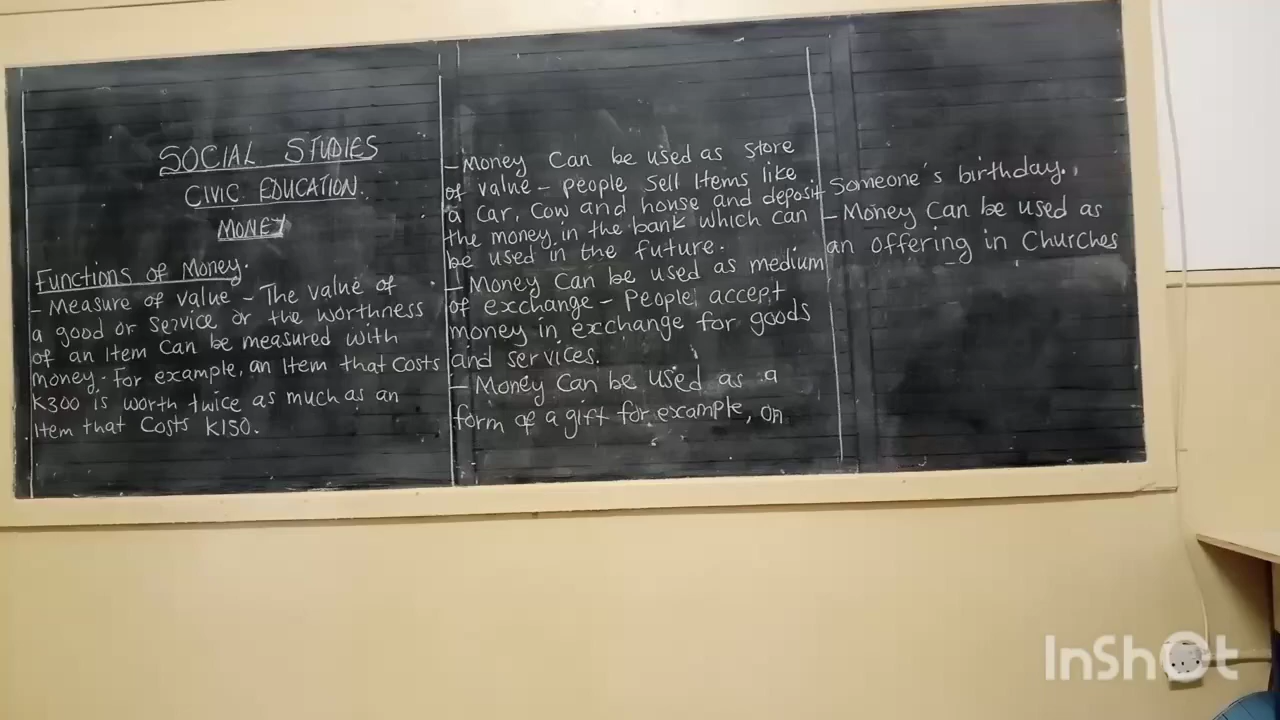 SOCIAL STUDIES
CIVIC EDUCATION.
MONEY
Functions of Money.
- Measure of value - The value of
a good or service or the worthness
of an Item can be measured with
money. For example, an Item that costs
K300 is worth twice as much as an
Item that costs K150.
- Money can be used as store
of value - people sell Items like
a car, cow and house and deposit
the money in the bank which can
be used in the future.
- Money can be used as medium
of exchange - People accept
money in exchange for goods
and services.
- Money can be used as a
form of a gift for example, on
someone's birthday.
- Money can be used as
an offering in Churches
InShOt